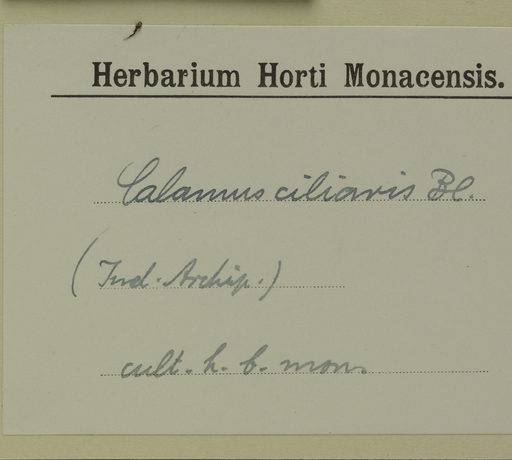 Herbarium Horti Monacensis.
Calamus ciliaris Bl.
(Ind. Archip.)
cult. h. b. mon.